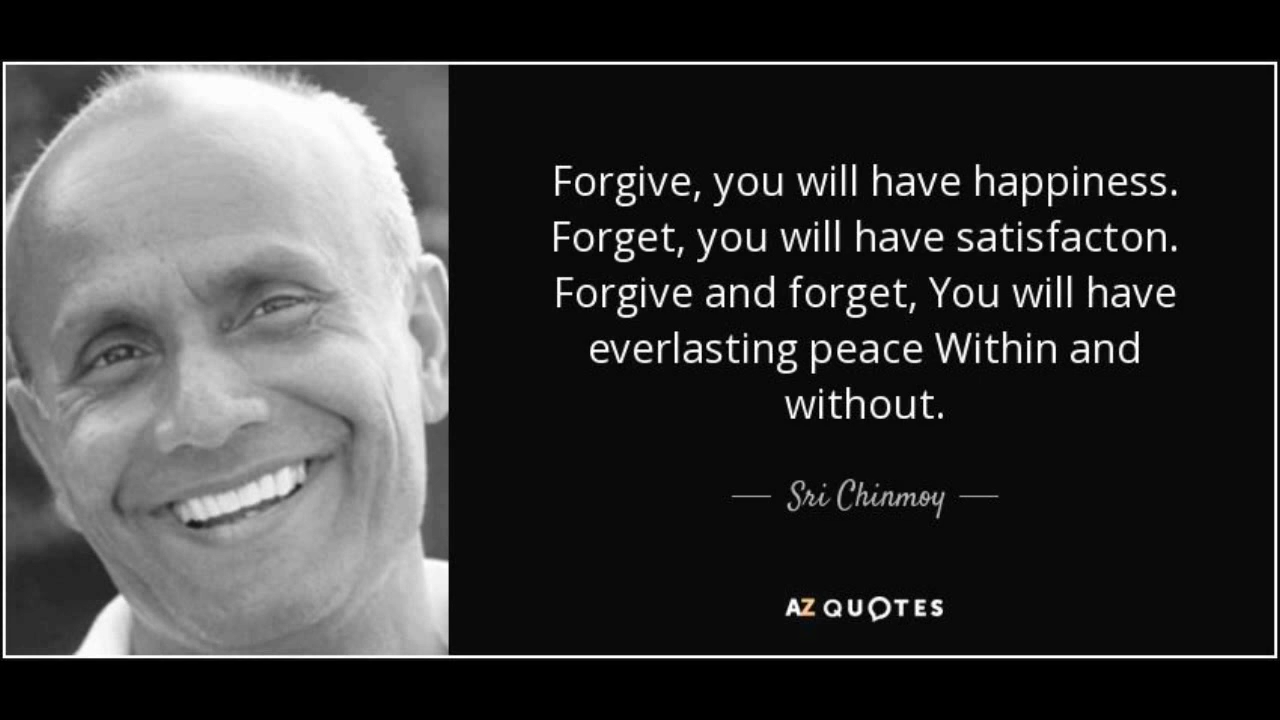 Forgive, you will have happiness.
Forget, you will have satisfacton.
Forgive and forget, You will have
everlasting peace Within and
without.
Sri Chinmoy
AZ QUOTES